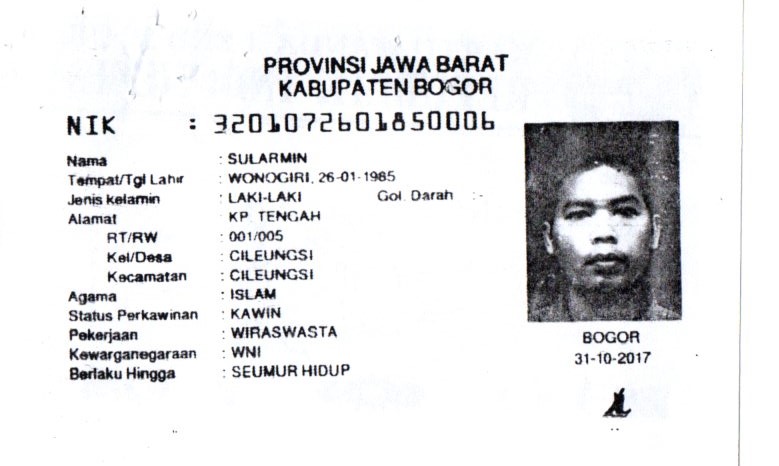 PROVINSI JAWA BARAT
KABUPATEN BOGOR
NIK : 3201072601850006
Nama : SULARMIN
Tempat/Tgl Lahir : WONOGIRI, 26-01-1985
Jenis kelamin : LAKI-LAKI Gol. Darah : -
Alamat : KP. TENGAH
RT/RW : 001/005
Kel/Desa : CILEUNGSI
Kecamatan : CILEUNGSI
Agama : ISLAM
Status Perkawinan : KAWIN
Pekerjaan : WIRASWASTA
Kewarganegaraan : WNI
Berlaku Hingga : SEUMUR HIDUP
BOGOR
31-10-2017